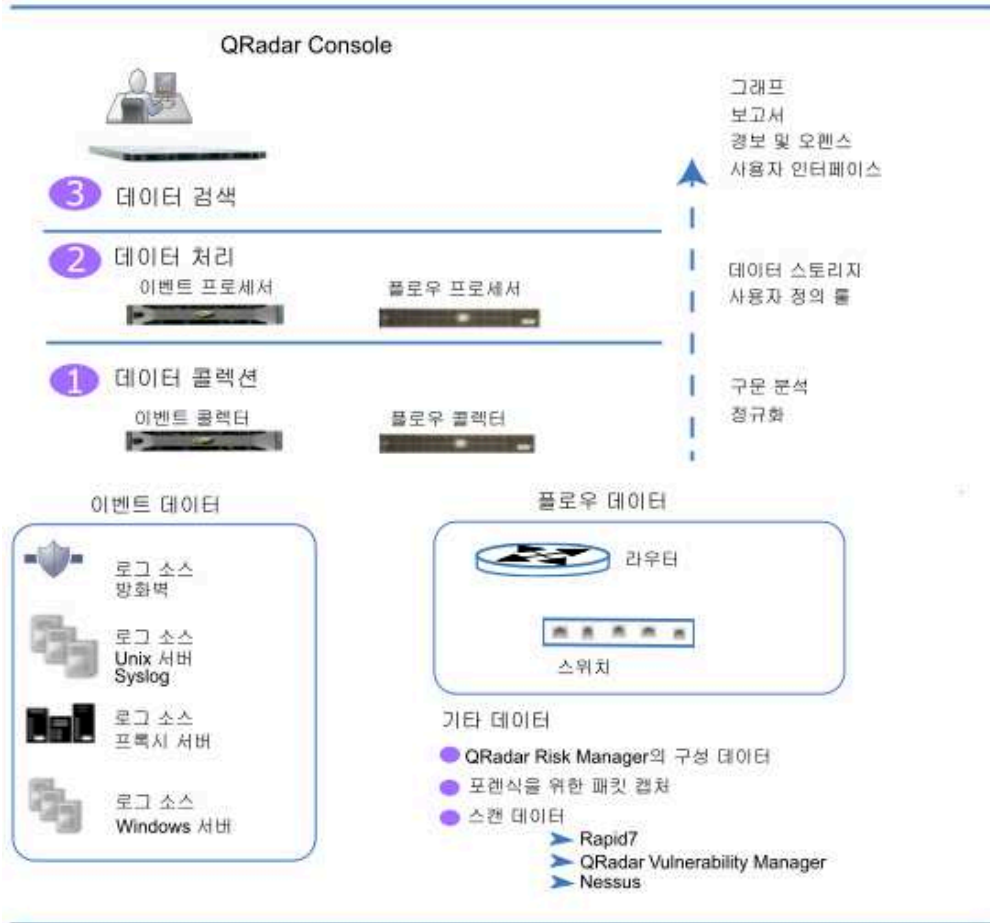 QRadar Console
그래프
보고서
경보 및 오펜스
사용자 인터페이스
3 데이터 검색
2 데이터 처리
이벤트 프로세서
플로우 프로세서
데이터 스토리지
사용자 정의 룰
1 데이터 콜렉션
이벤트 콜렉터
플로우 콜렉터
구문 분석
정규화
이벤트 데이터
로그 소스
방화벽
로그 소스
Unix 서버
Syslog
로그 소스
프록시 서버
로그 소스
Windows 서버
플로우 데이터
라우터
스위치
기타 데이터
QRadar Risk Manager의 구성 데이터
포렌식을 위한 패킷 캡처
스캔 데이터
Rapid7
QRadar Vulnerability Manager
Nessus